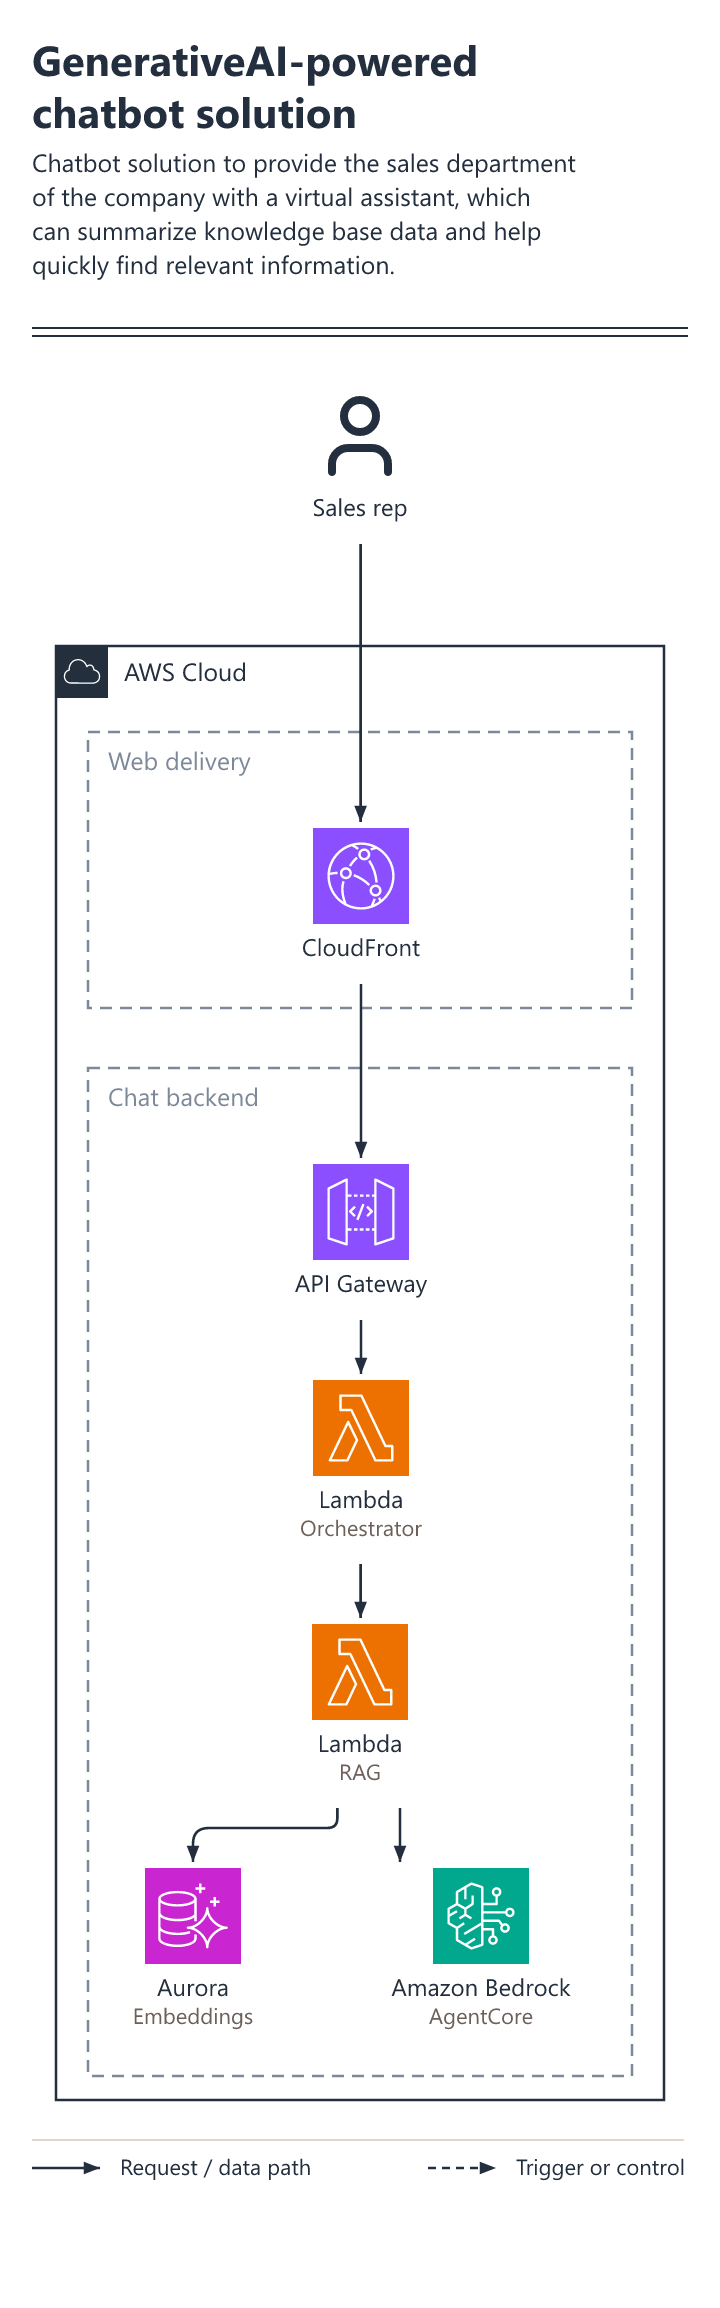 GenerativeAI-powered
chatbot solution
Chatbot solution to provide the sales department
of the company with a virtual assistant, which
can summarize knowledge base data and help
quickly find relevant information.
Sales rep
AWS Cloud
Web delivery
CloudFront
Chat backend
</>
API Gateway
Lambda
Orchestrator
Lambda
RAG
Aurora
Embeddings
Amazon Bedrock
AgentCore
Request / data path
Trigger or control